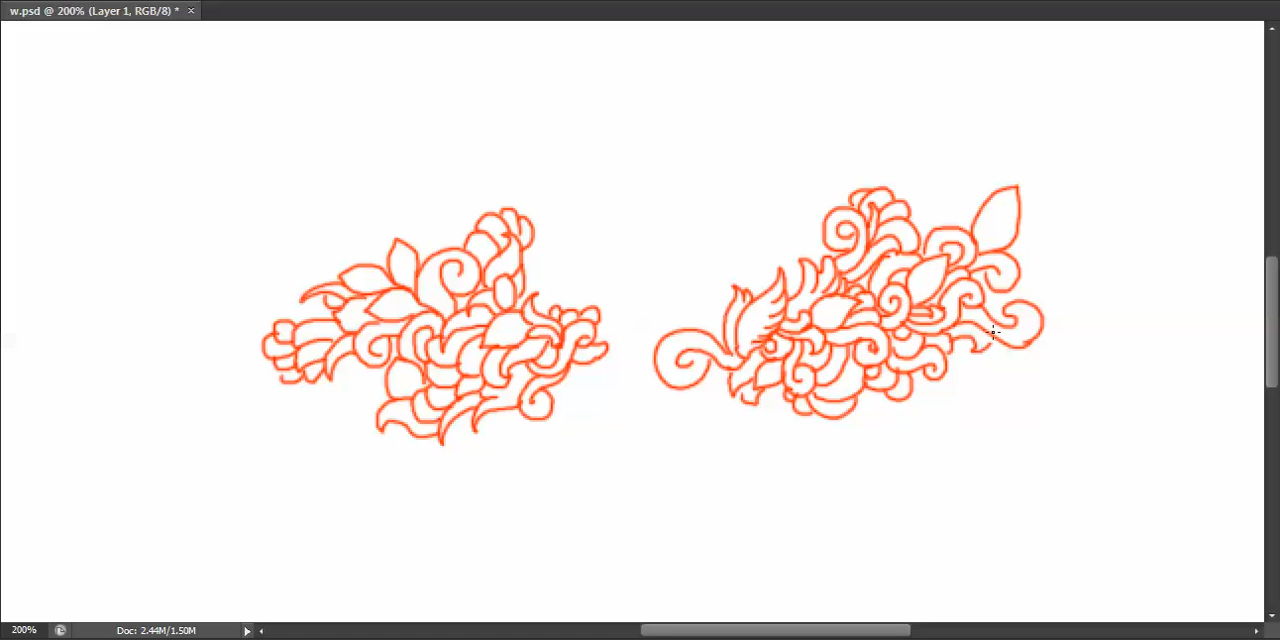 w.psd @ 200% (Layer 1, RGB/8) * ×
200% Doc: 2.44M/1.50M